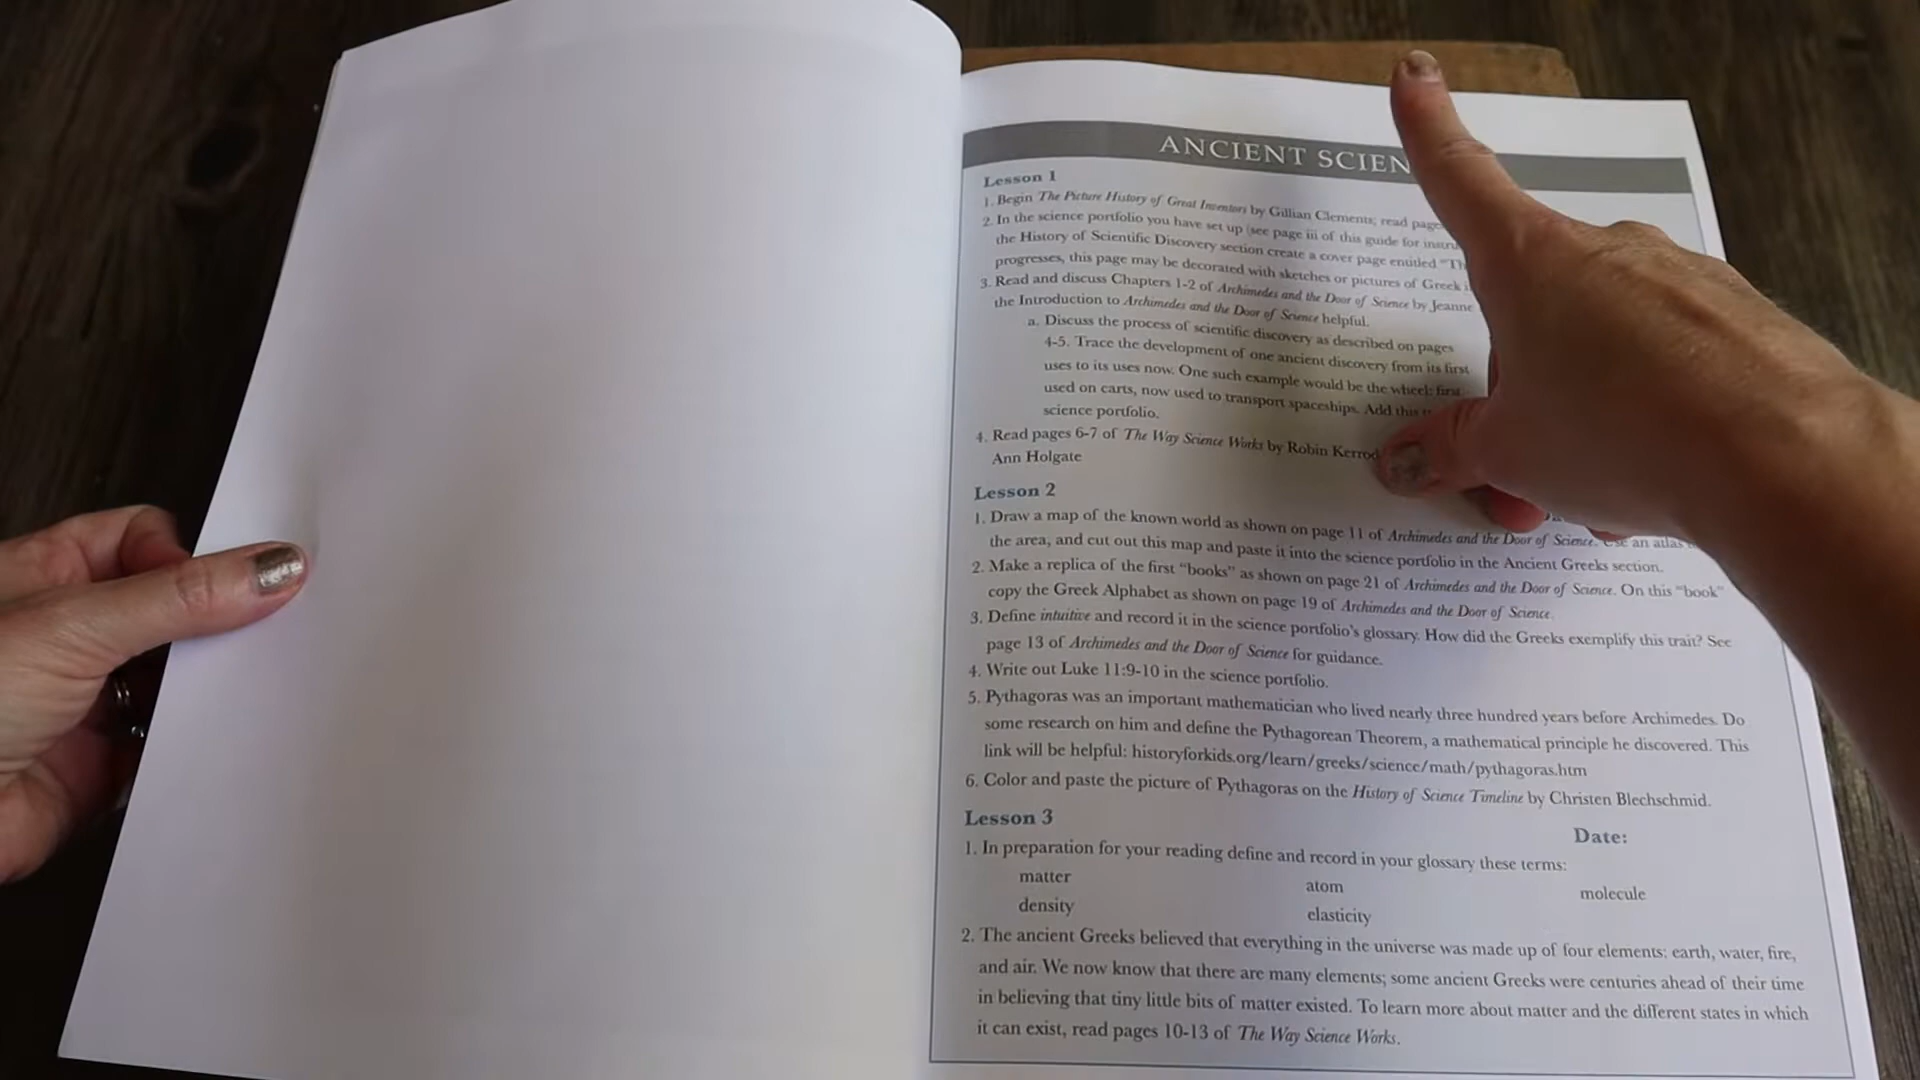 ANCIENT SCIEN
Lesson 1
1. Begin The Picture History of Great Inventors by Gillian Clements; read page
2. In the science portfolio you have set up (see page iii of this guide for instru
the History of Scientific Discovery section create a cover page entitled "Th
progresses, this page may be decorated with sketches or pictures of Greek i
3. Read and discuss Chapters 1-2 of Archimedes and the Door of Science by Jeanne
the Introduction to Archimedes and the Door of Science helpful.
a. Discuss the process of scientific discovery as described on pages
4-5. Trace the development of one ancient discovery from its first
uses to its uses now. One such example would be the wheel: first
used on carts, now used to transport spaceships. Add this
science portfolio.
4. Read pages 6-7 of The Way Science Works by Robin Kerrod
Ann Holgate
Lesson 2
1. Draw a map of the known world as shown on page 11 of Archimedes and the Door of Science. Use an atlas
the area, and cut out this map and paste it into the science portfolio in the Ancient Greeks section.
2. Make a replica of the first "books" as shown on page 21 of Archimedes and the Door of Science. On this "book"
copy the Greek Alphabet as shown on page 19 of Archimedes and the Door of Science.
3. Define intuitive and record it in the science portfolio's glossary. How did the Greeks exemplify this trait? See
page 13 of Archimedes and the Door of Science for guidance.
4. Write out Luke 11:9-10 in the science portfolio.
5. Pythagoras was an important mathematician who lived nearly three hundred years before Archimedes. Do
some research on him and define the Pythagorean Theorem, a mathematical principle he discovered. This
link will be helpful: historyforkids.org/learn/greeks/science/math/pythagoras.htm
6. Color and paste the picture of Pythagoras on the History of Science Timeline by Christen Blechschmid.
Lesson 3 Date:
1. In preparation for your reading define and record in your glossary these terms:
matter atom molecule
density elasticity
2. The ancient Greeks believed that everything in the universe was made up of four elements: earth, water, fire,
and air. We now know that there are many elements; some ancient Greeks were centuries ahead of their time
in believing that tiny little bits of matter existed. To learn more about matter and the different states in which
it can exist, read pages 10-13 of The Way Science Works.